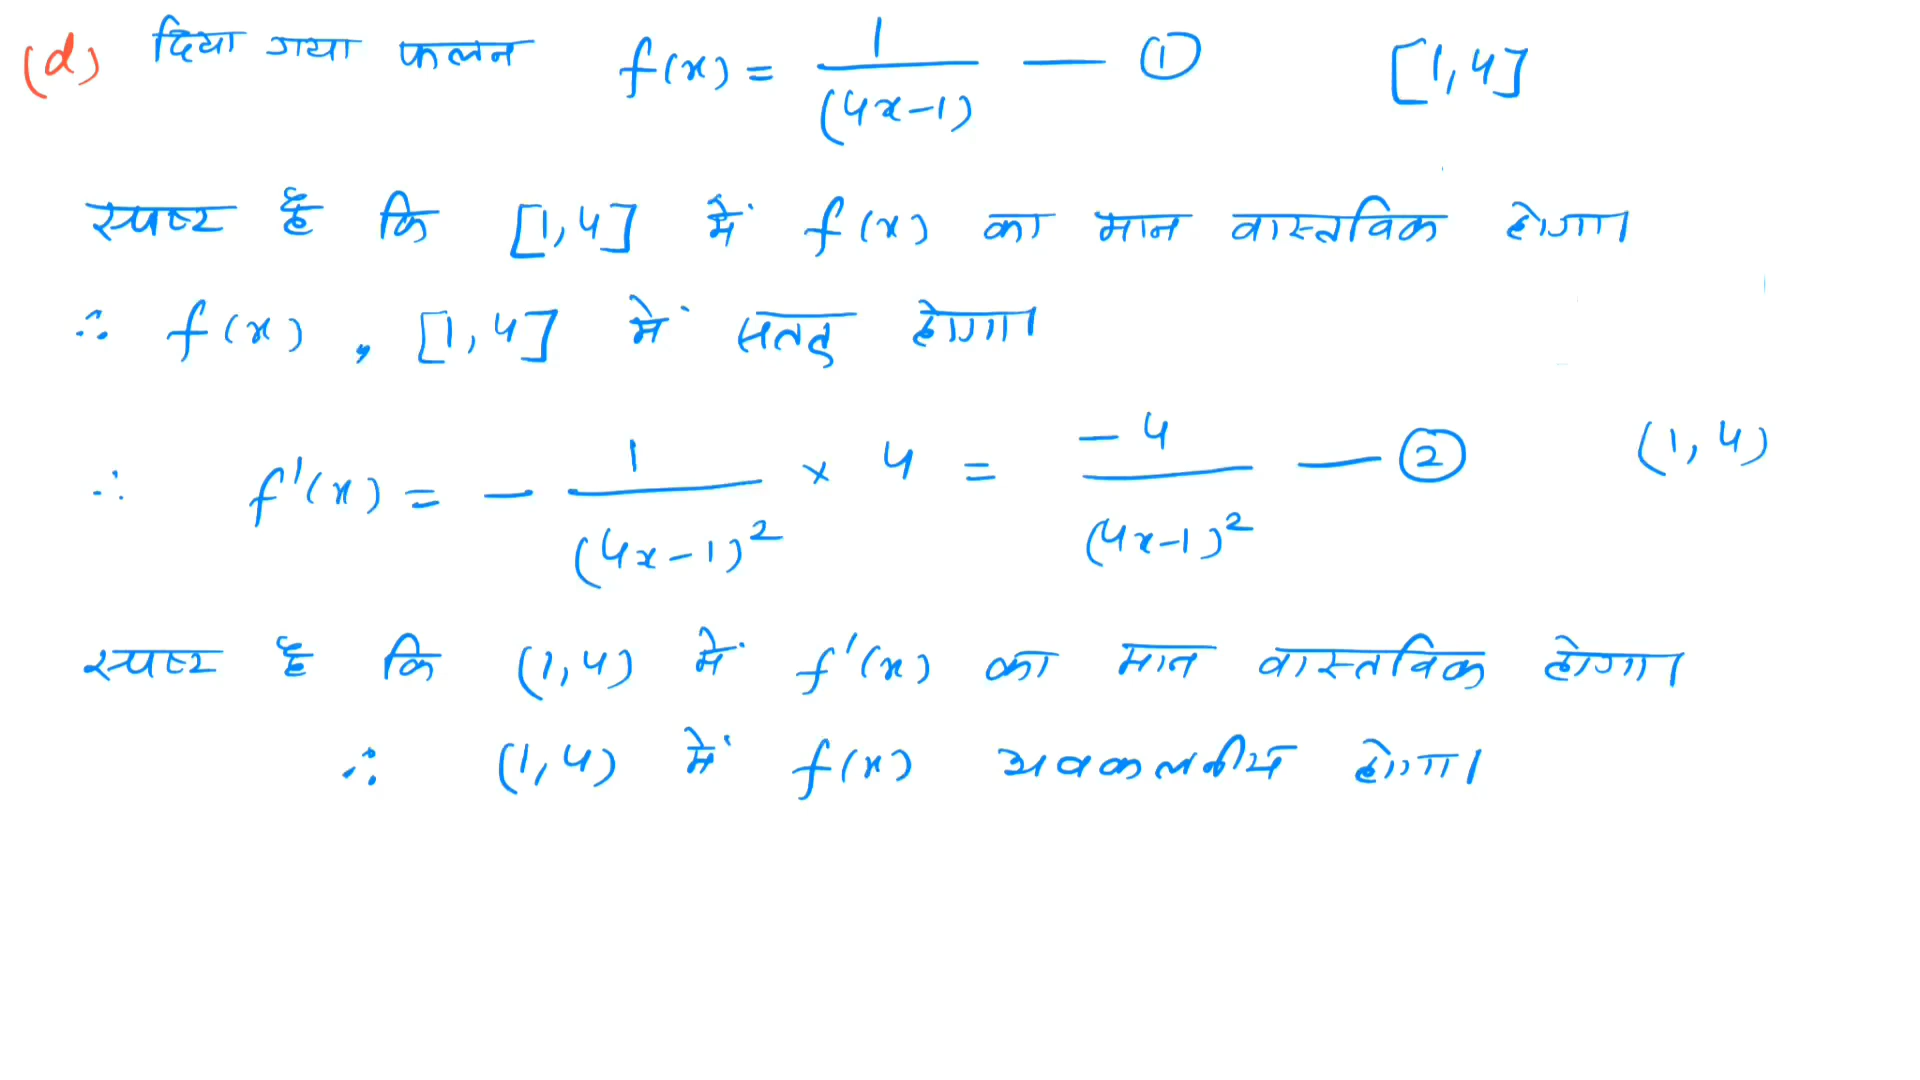 (d) दिया गया फलन f(x) = 1/(4x-1) — ① [1,4]
स्पष्ट है कि [1,4] में f(x) का मान वास्तविक होगा।
∴ f(x), [1,4] में सतत् होगा।
∴ f'(x) = - 1/(4x-1)² × 4 = -4/(4x-1)² — ② (1,4)
स्पष्ट है कि (1,4) में f'(x) का मान वास्तविक होगा।
∴ (1,4) में f(x) अवकलनीय होगा।